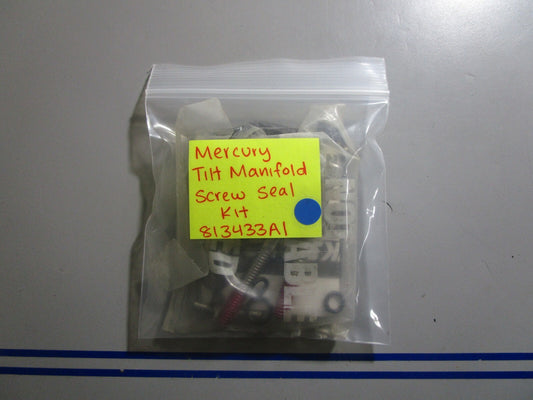 Mercury
Tilt Manifold
Screw Seal
Kit
813433A1